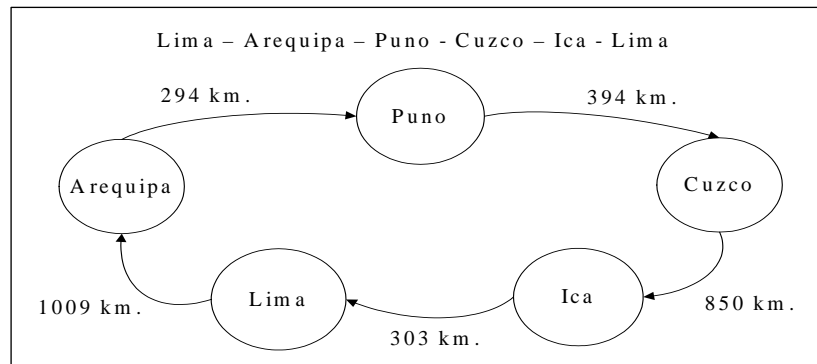 Lima – Arequipa – Puno - Cuzco – Ica - Lima
294 km.
Puno
394 km.
Arequipa
Cuzco
Lima
Ica
1009 km.
303 km.
850 km.